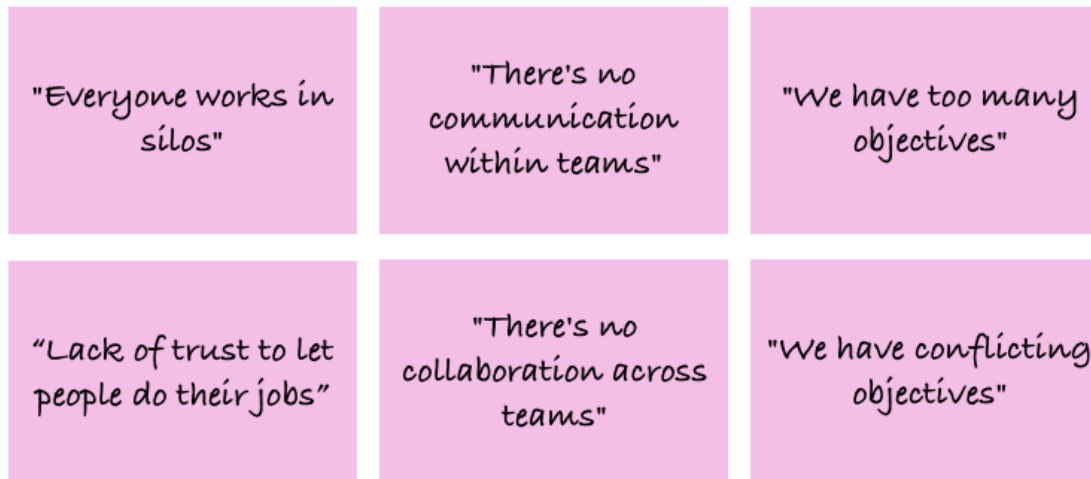 "Everyone works in
silos"
"There's no
communication
within teams"
"We have too many
objectives"
“Lack of trust to let
people do their jobs”
"There's no
collaboration across
teams"
"We have conflicting
objectives"